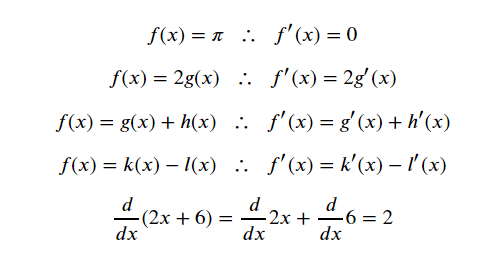 f(x) = π ∴ f′(x) = 0
f(x) = 2g(x) ∴ f′(x) = 2g′(x)
f(x) = g(x) + h(x) ∴ f′(x) = g′(x) + h′(x)
f(x) = k(x) − l(x) ∴ f′(x) = k′(x) − l′(x)
d/dx (2x + 6) = d/dx 2x + d/dx 6 = 2